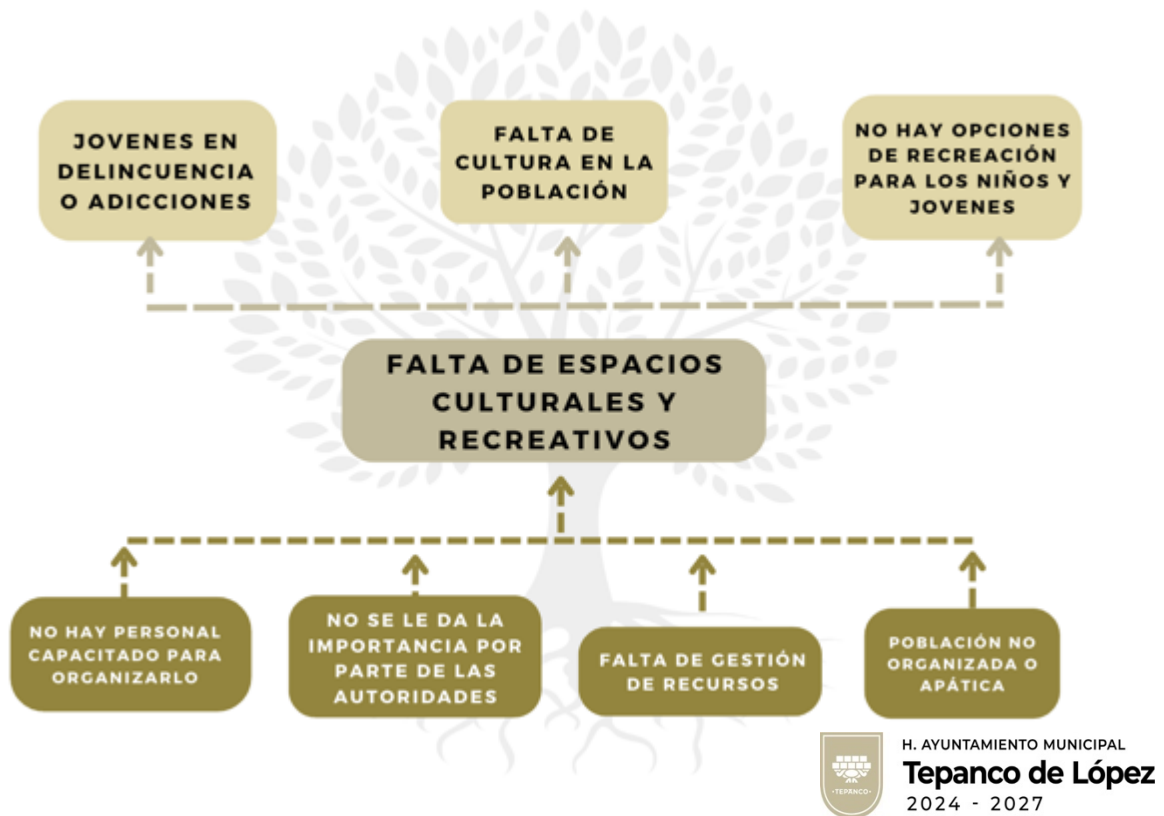 JOVENES EN
DELINCUENCIA
O ADICCIONES
FALTA DE
CULTURA EN LA
POBLACIÓN
NO HAY OPCIONES
DE RECREACIÓN
PARA LOS NIÑOS Y
JOVENES
FALTA DE ESPACIOS
CULTURALES Y
RECREATIVOS
NO HAY PERSONAL
CAPACITADO PARA
ORGANIZARLO
NO SE LE DA LA
IMPORTANCIA POR
PARTE DE LAS
AUTORIDADES
FALTA DE GESTIÓN
DE RECURSOS
POBLACIÓN NO
ORGANIZADA O
APÁTICA
·TEPANCO·
H. AYUNTAMIENTO MUNICIPAL
Tepanco de López
2024 - 2027